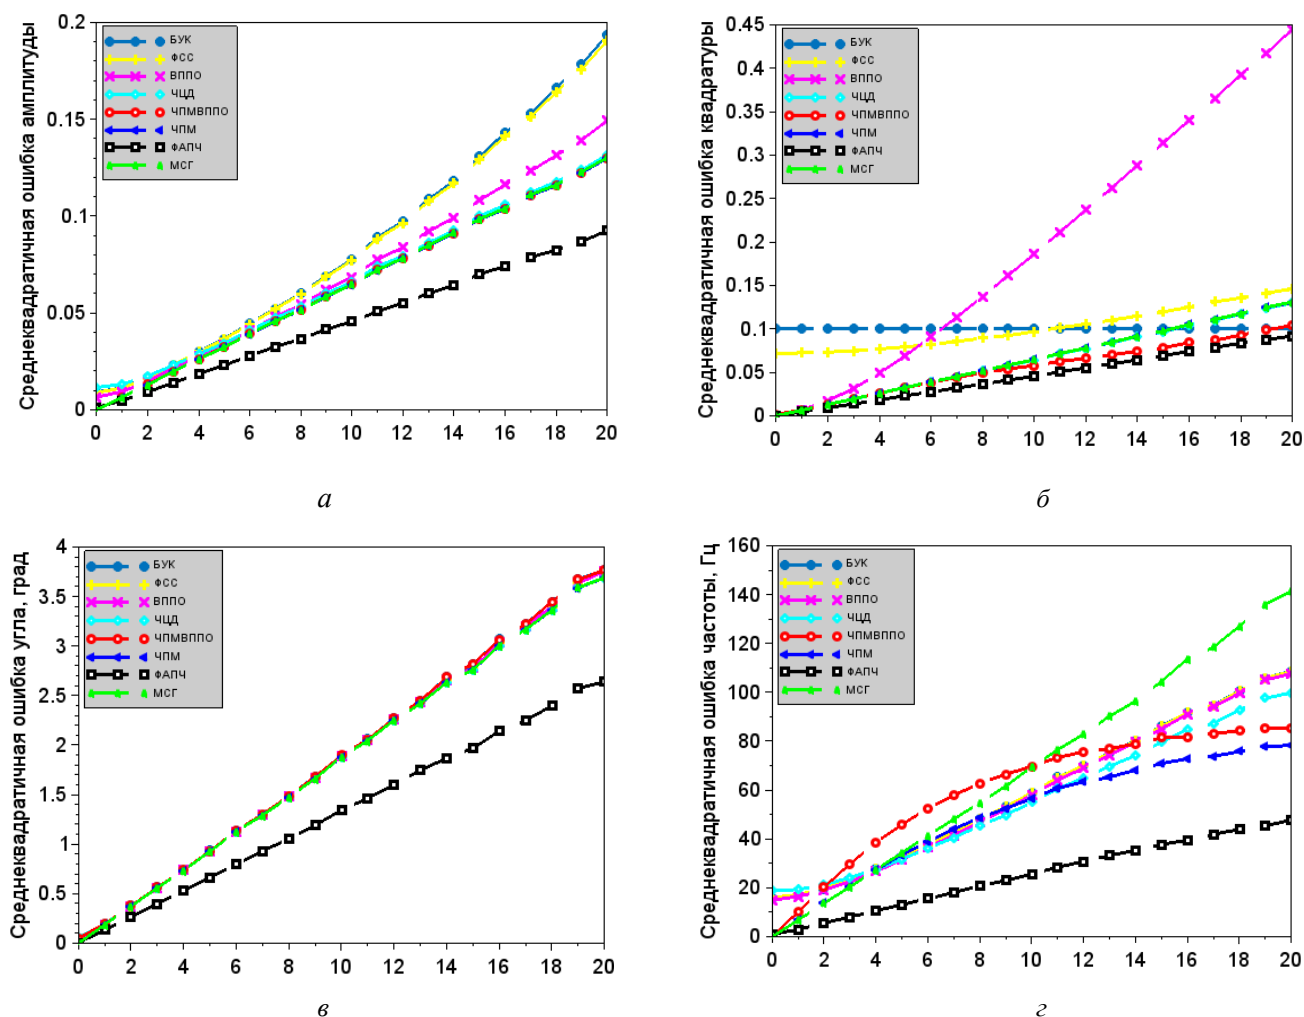 Среднеквадратичная ошибка амплитуды
0.2
0.15
0.1
0.05
0
БУК
ФСС
ВППО
ЧЦД
ЧПМВППО
ЧПМ
ФАПЧ
МСГ
0 2 4 6 8 10 12 14 16 18 20
а
Среднеквадратичная ошибка квадратуры
0.45
0.4
0.35
0.3
0.25
0.2
0.15
0.1
0.05
0
БУК
ФСС
ВППО
ЧЦД
ЧПМВППО
ЧПМ
ФАПЧ
МСГ
0 2 4 6 8 10 12 14 16 18 20
б
Среднеквадратичная ошибка угла, град
4
3.5
3
2.5
2
1.5
1
0.5
0
БУК
ФСС
ВППО
ЧЦД
ЧПМВППО
ЧПМ
ФАПЧ
МСГ
0 2 4 6 8 10 12 14 16 18 20
в
Среднеквадратичная ошибка частоты, Гц
160
140
120
100
80
60
40
20
0
БУК
ФСС
ВППО
ЧЦД
ЧПМВППО
ЧПМ
ФАПЧ
МСГ
0 2 4 6 8 10 12 14 16 18 20
г